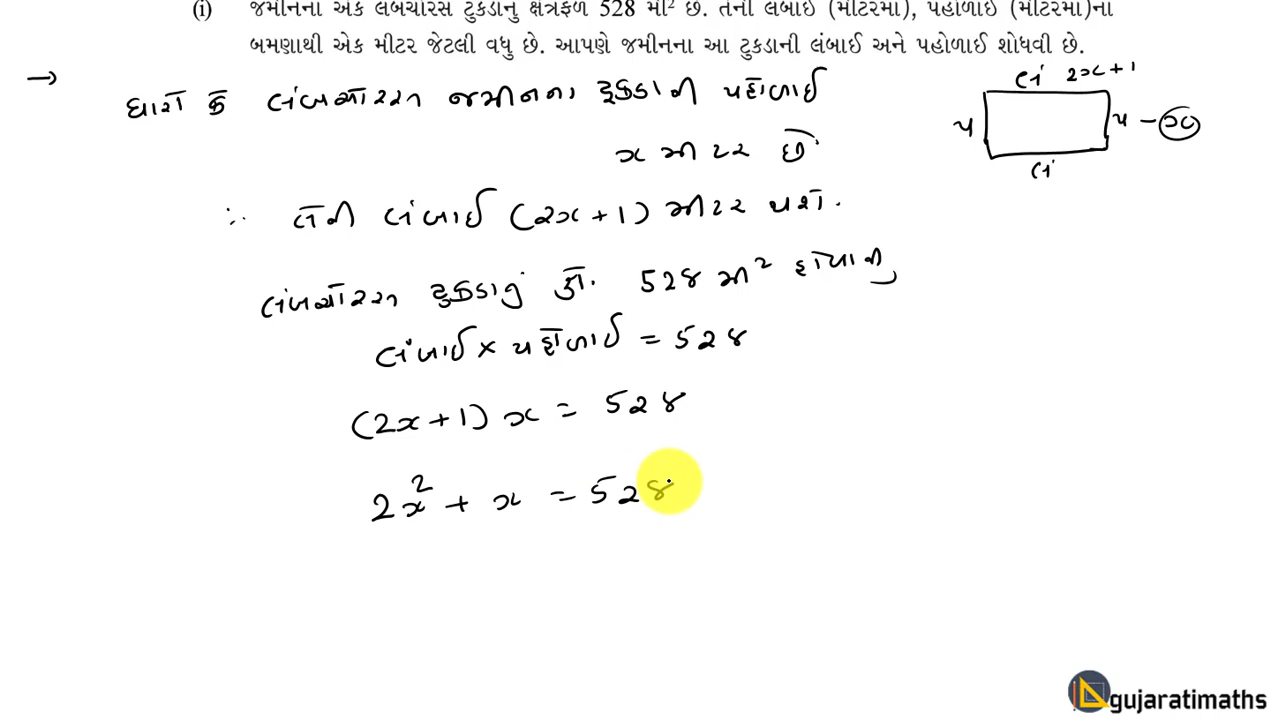 (i) જમીનના એક લંબચોરસ ટુકડાનું ક્ષેત્રફળ 528 મી² છે. તેની લંબાઈ (મીટરમાં), પહોળાઈ (મીટરમાં)ના
બમણાથી એક મીટર જેટલી વધુ છે. આપણે જમીનના આ ટુકડાની લંબાઈ અને પહોળાઈ શોધવી છે.
→ ધારો કે લંબચોરસ જમીનના ટુકડાની પહોળાઈ
x મીટર છે
લં 2x+1
પ પ – x
લં
∴ તેની લંબાઈ (2x+1) મીટર થશે.
લંબચોરસ ટુકડાનું ક્ષે. 528 મી² હોવાનું
લંબાઈ × પહોળાઈ = 528
(2x+1) x = 528
2x² + x = 528
gujaratimaths